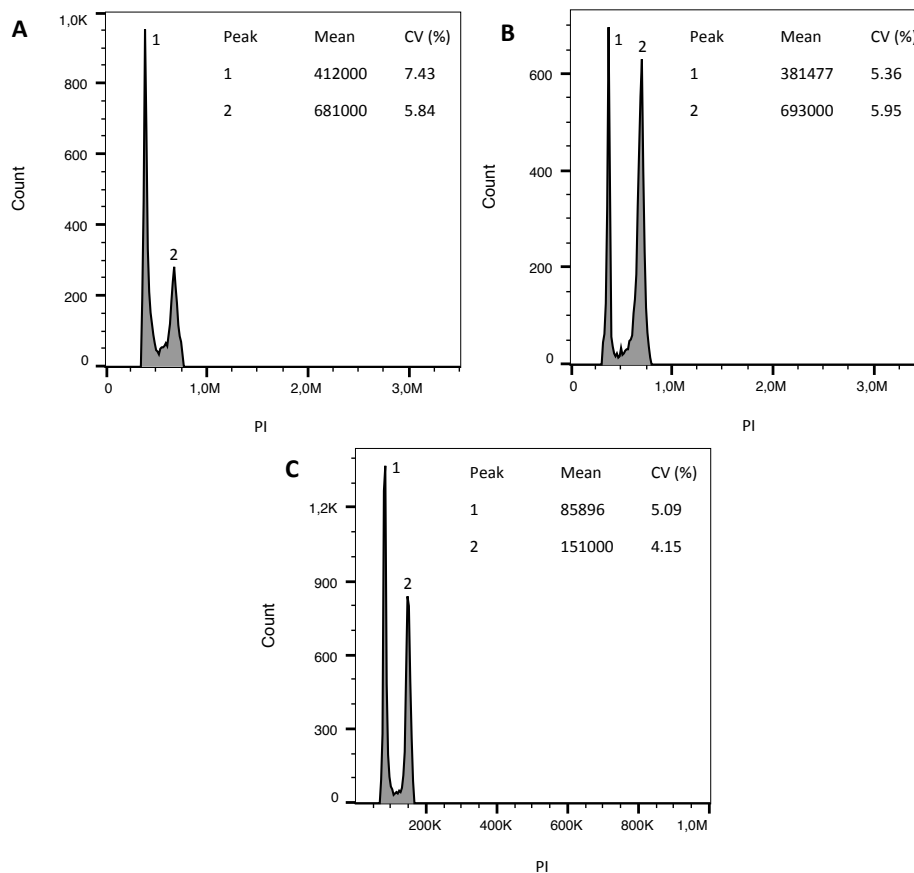 A
1,0K
800
600
400
200
0
Count
1
2
Peak Mean CV (%)
1 412000 7.43
2 681000 5.84
0 1,0M 2,0M 3,0M
PI
B
600
400
200
0
Count
1
2
Peak Mean CV (%)
1 381477 5.36
2 693000 5.95
0 1,0M 2,0M 3,0M
PI
C
1,2K
900
600
300
0
Count
1
2
Peak Mean CV (%)
1 85896 5.09
2 151000 4.15
200K 400K 600K 800K 1,0M
PI